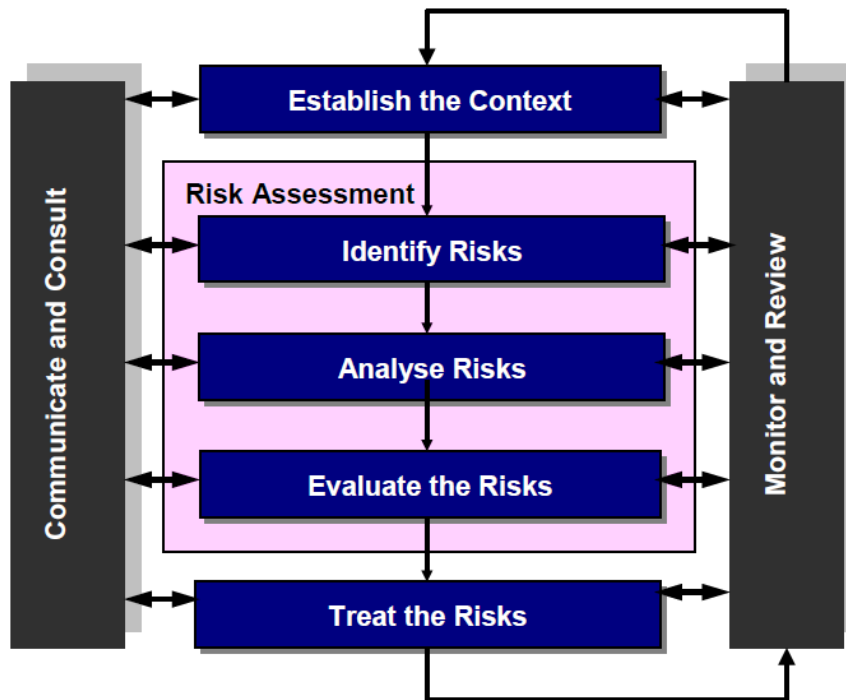 Establish the Context
Risk Assessment
Identify Risks
Analyse Risks
Evaluate the Risks
Treat the Risks
Communicate and Consult
Monitor and Review